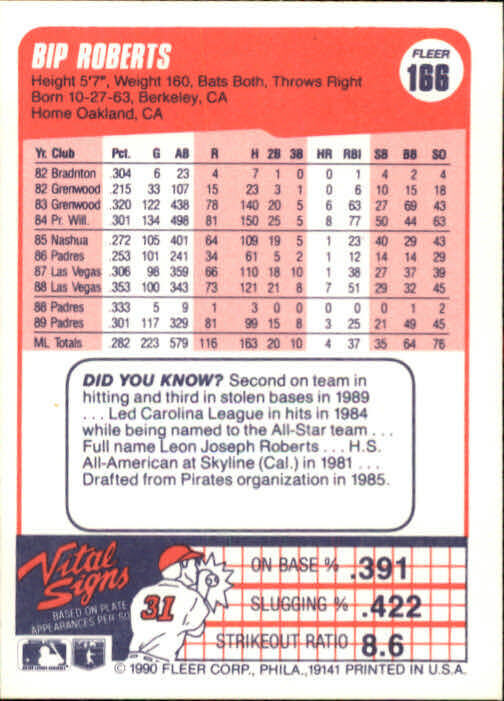 BIP ROBERTS
FLEER
166
Height 5'7", Weight 160, Bats Both, Throws Right
Born 10-27-63, Berkeley, CA
Home Oakland, CA
Yr. Club Pct. G AB R H 2B 3B HR RBI SB BB SO
82 Bradnton .304 6 23 4 7 1 0 0 1 4 2 4
82 Grenwood .215 33 107 15 23 3 1 0 6 10 15 18
83 Grenwood .320 122 438 78 140 20 5 6 63 27 69 43
84 Pr. Will. .301 134 498 81 150 25 5 8 77 50 44 63
85 Nashua .272 105 401 64 109 19 5 1 23 40 29 43
86 Padres .253 101 241 34 61 5 2 1 12 14 14 29
87 Las Vegas .306 98 359 66 110 18 10 1 38 27 37 39
88 Las Vegas .353 100 343 73 121 21 8 7 51 29 32 45
88 Padres .333 5 9 1 3 0 0 0 0 0 1 2
89 Padres .301 117 329 81 99 15 8 3 25 21 49 45
ML Totals .282 223 579 116 163 20 10 4 37 35 64 76
DID YOU KNOW? Second on team in
hitting and third in stolen bases in 1989
. . . Led Carolina League in hits in 1984
while being named to the All-Star team . . .
Full name Leon Joseph Roberts . . . H.S.
All-American at Skyline (Cal.) in 1981 . . .
Drafted from Pirates organization in 1985.
Vital
Signs
BASED ON PLATE
APPEARANCES PER
31
ON BASE % .391
SLUGGING % .422
STRIKEOUT RATIO 8.6
© 1990 FLEER CORP., PHILA., 19141 PRINTED IN U.S.A.